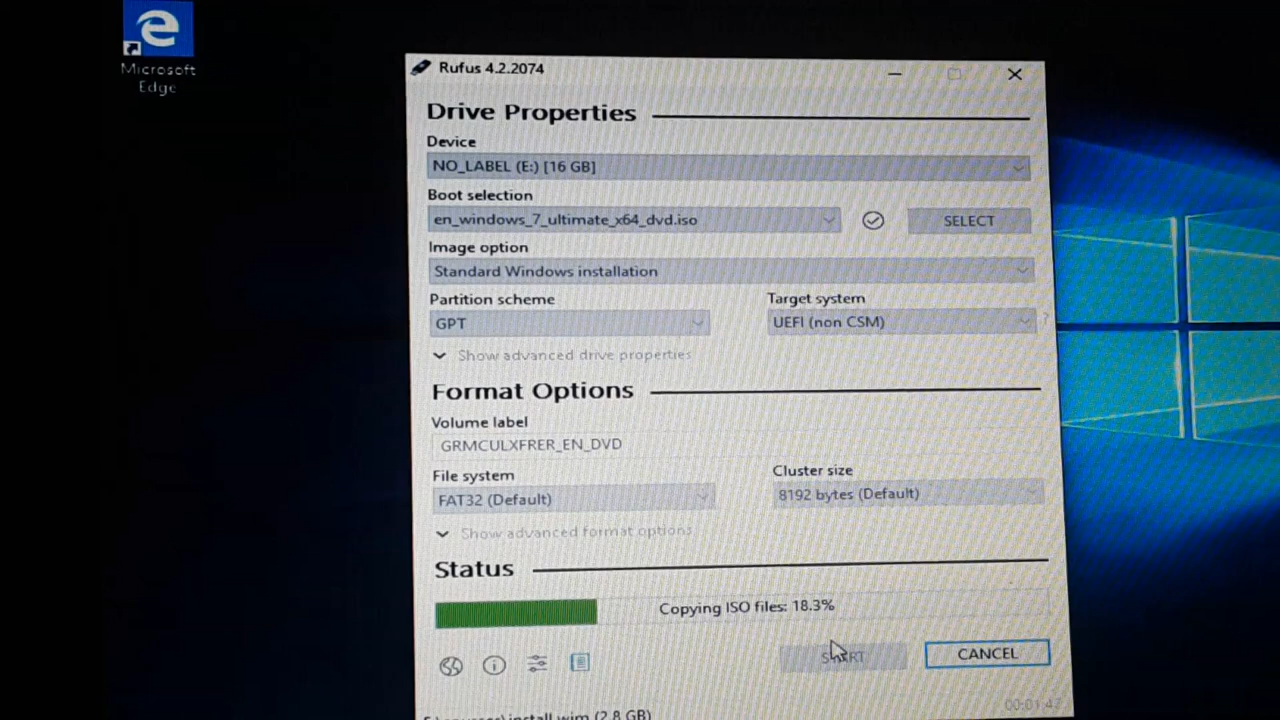 Microsoft
Edge
Rufus 4.2.2074
Drive Properties
Device
NO_LABEL (E:) [16 GB]
Boot selection
en_windows_7_ultimate_x64_dvd.iso
SELECT
Image option
Standard Windows installation
Partition scheme
Target system
GPT
UEFI (non CSM)
?
Show advanced drive properties
Format Options
Volume label
GRMCULXFRER_EN_DVD
File system
Cluster size
FAT32 (Default)
8192 bytes (Default)
Show advanced format options
Status
Copying ISO files: 18.3%
START
CANCEL
install.wim (2.8 GB)